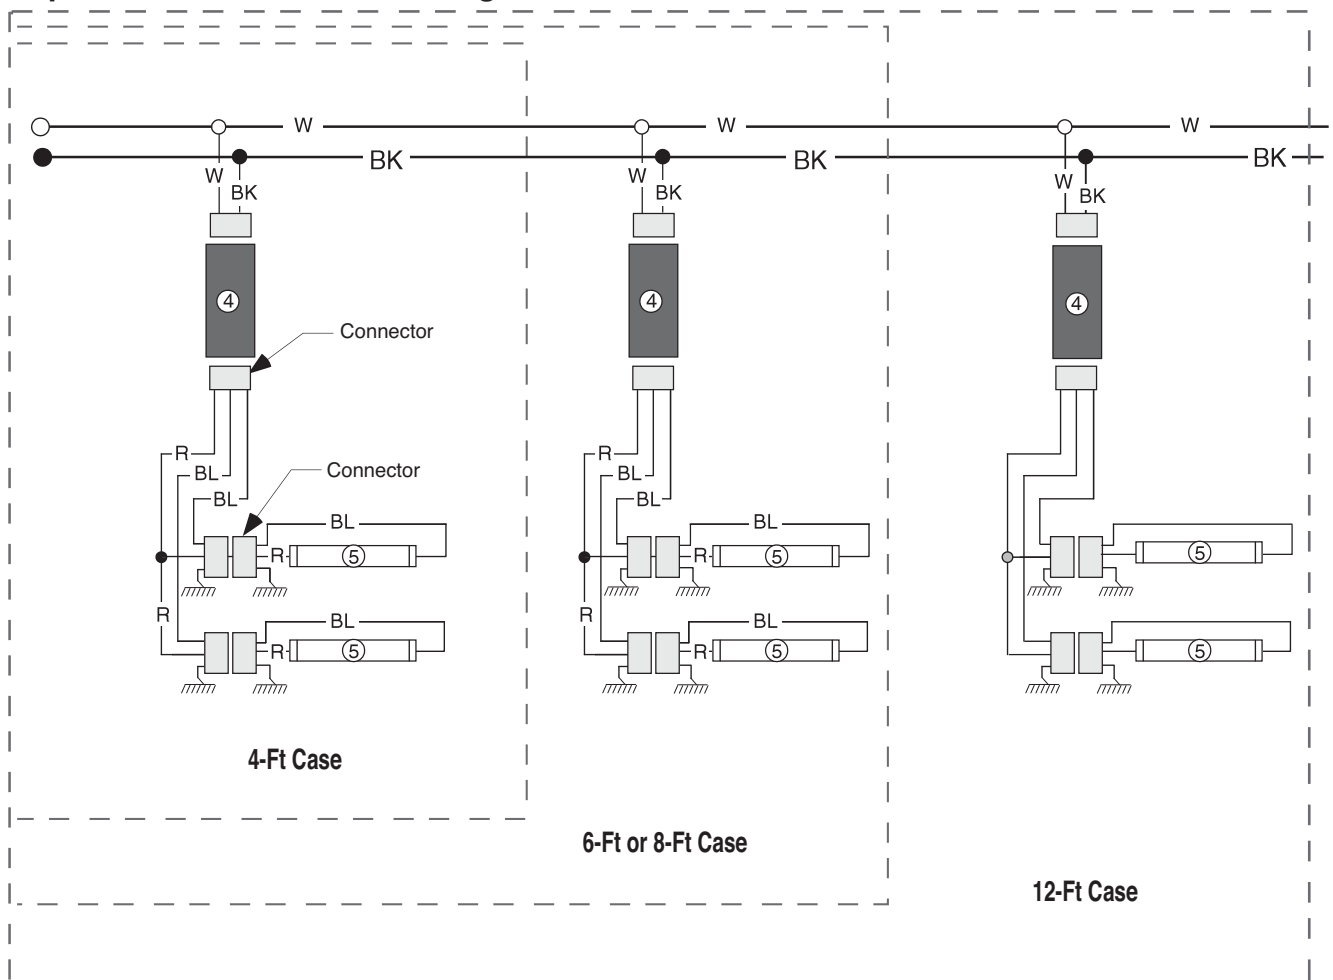 W W W
BK BK BK
W BK W BK W BK
4 4 4
Connector
R R
BL Connector BL
BL BL
BL BL
R 5 R 5 5
R R
BL BL
R 5 R 5 5
4-Ft Case
6-Ft or 8-Ft Case
12-Ft Case